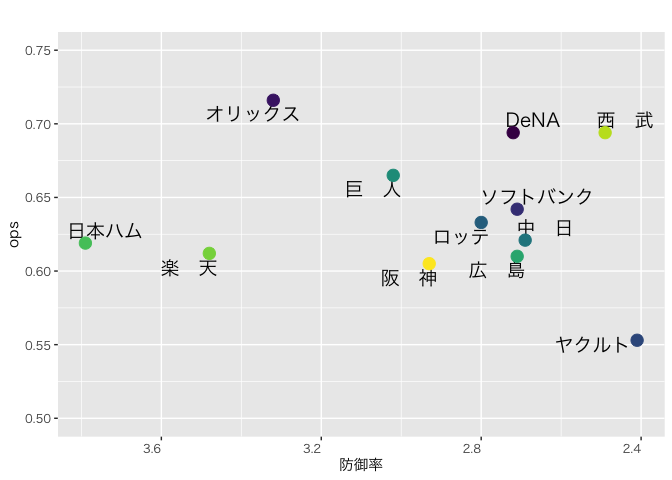 0.75
0.70
0.65
0.60
0.55
0.50
ops
オリックス
DeNA
西　武
巨　人
ソフトバンク
日本ハム
ロッテ
中　日
楽　天
阪　神
広　島
ヤクルト
3.6
3.2
2.8
2.4
防御率